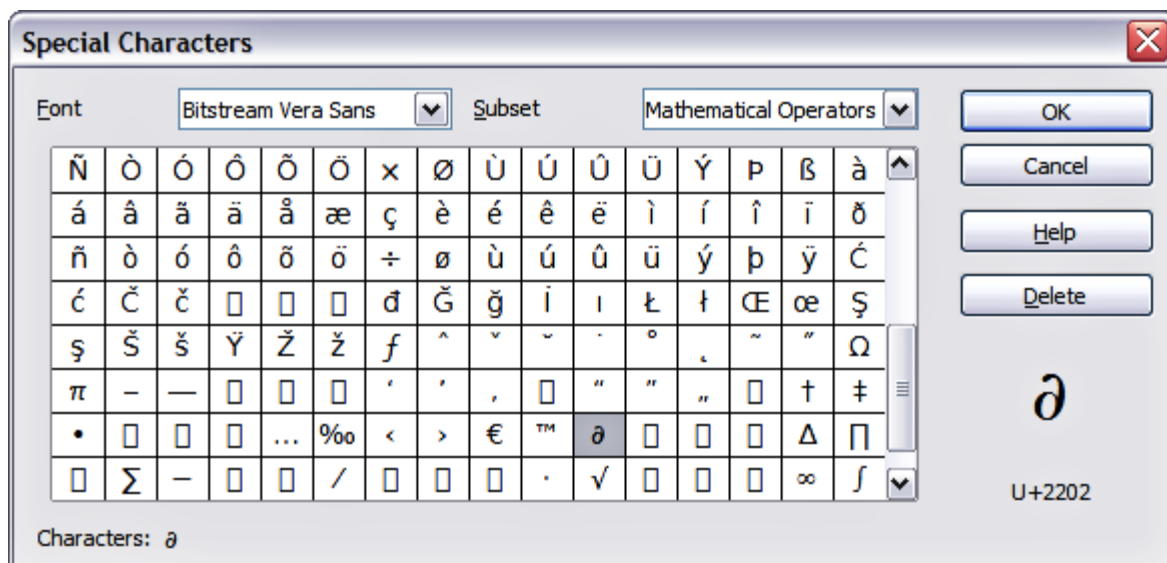 Special Characters
Font Bitstream Vera Sans Subset Mathematical Operators OK
Ñ Ò Ó Ô Õ Ö × Ø Ù Ú Û Ü Ý Þ ß à Cancel
á â ã ä å æ ç è é ê ë ì í î ï ð
ñ ò ó ô õ ö ÷ ø ù ú û ü ý þ ÿ Ć Help
ć Č č đ Ğ ğ İ ı Ł ł Œ œ Ş Delete
ş Š š Ÿ Ž ž ƒ ˆ ˇ ˘ ˙ ˚ ˛ ˜ ˝ Ω
π – — ‘ ’ ‚ “ ” „ † ‡ ∂
• … ‰ ‹ › € ™ ∂ ∆ ∏
∑ − ∕ ∙ √ ∞ ∫ U+2202
Characters: ∂